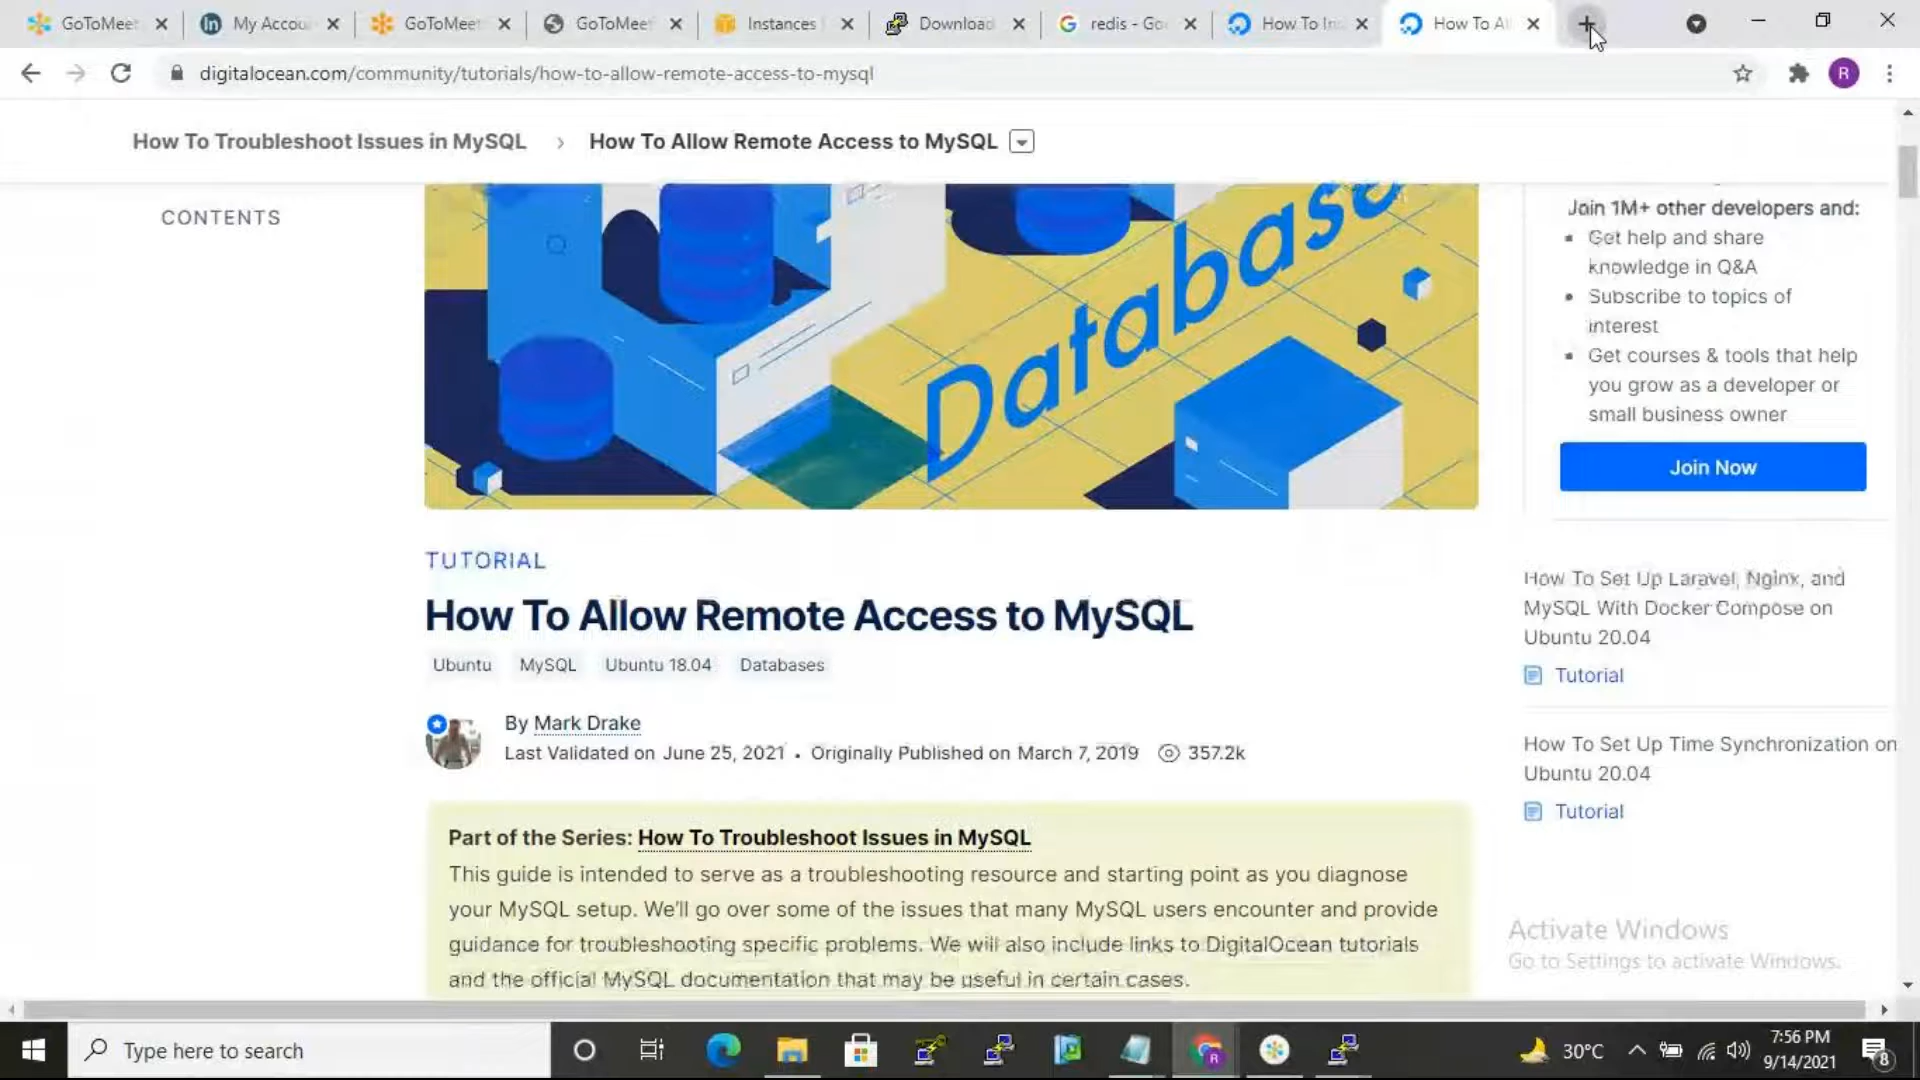 GoToMeet
My Accou
GoToMeet
GoToMeet
Instances
Download
redis - Go
How To In
How To Al
digitalocean.com/community/tutorials/how-to-allow-remote-access-to-mysql
R
How To Troubleshoot Issues in MySQL › How To Allow Remote Access to MySQL
CONTENTS
Database
Join 1M+ other developers and:
Get help and share
knowledge in Q&A
Subscribe to topics of
interest
Get courses & tools that help
you grow as a developer or
small business owner
Join Now
TUTORIAL
How To Allow Remote Access to MySQL
Ubuntu MySQL Ubuntu 18.04 Databases
By Mark Drake
Last Validated on June 25, 2021 • Originally Published on March 7, 2019 357.2k
How To Set Up Laravel, Nginx, and
MySQL With Docker Compose on
Ubuntu 20.04
Tutorial
How To Set Up Time Synchronization on
Ubuntu 20.04
Tutorial
Part of the Series: How To Troubleshoot Issues in MySQL
This guide is intended to serve as a troubleshooting resource and starting point as you diagnose
your MySQL setup. We'll go over some of the issues that many MySQL users encounter and provide
guidance for troubleshooting specific problems. We will also include links to DigitalOcean tutorials
and the official MySQL documentation that may be useful in certain cases.
Activate Windows
Go to Settings to activate Windows.
Type here to search
R
30°C
7:56 PM
9/14/2021
8